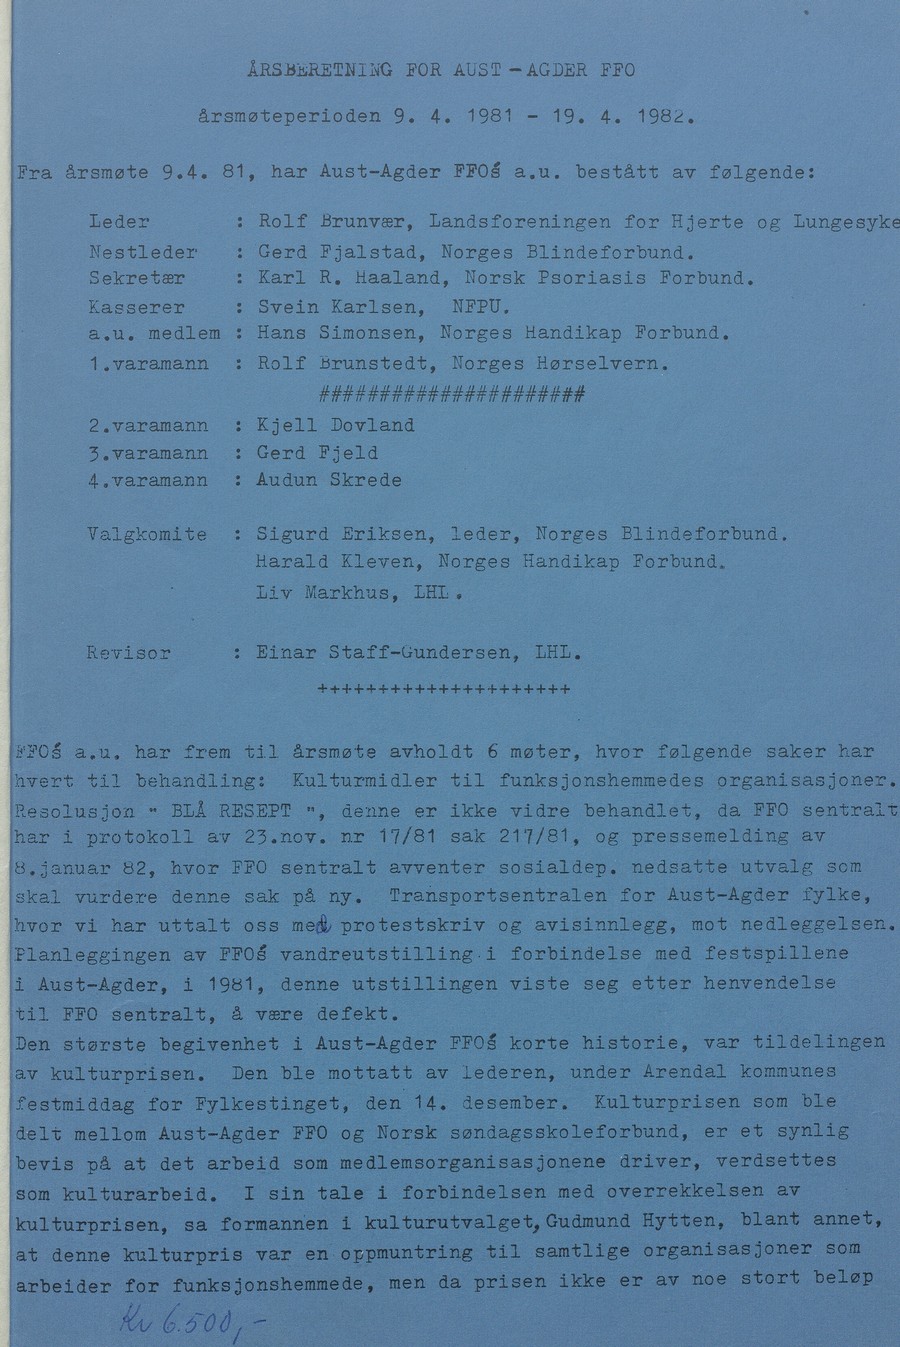 ÅRSBERETNING FOR AUST - AGDER FFO
årsmøteperioden 9. 4. 1981 - 19. 4. 1982.
Fra årsmøte 9.4. 81, har Aust-Agder FFOś a.u. bestått av følgende:
Leder : Rolf Brunvær, Landsforeningen for Hjerte og Lungesyke
Nestleder : Gerd Fjalstad, Norges Blindeforbund.
Sekretær : Karl R. Haaland, Norsk Psoriasis Forbund.
Kasserer : Svein Karlsen, NFPU.
a.u. medlem : Hans Simonsen, Norges Handikap Forbund.
1.varamann : Rolf Brunstedt, Norges Hørselvern.
######################
2.varamann : Kjell Dovland
3.varamann : Gerd Fjeld
4.varamann : Audun Skrede
Valgkomite : Sigurd Eriksen, leder, Norges Blindeforbund.
Harald Kleven, Norges Handikap Forbund.
Liv Markhus, LHL.
Revisor : Einar Staff-Gundersen, LHL.
+++++++++++++++++++++
FFOś a.u. har frem til årsmøte avholdt 6 møter, hvor følgende saker har
hvert til behandling: Kulturmidler til funksjonshemmedes organisasjoner.
Resolusjon " BLÅ RESEPT ", denne er ikke vidre behandlet, da FFO sentralt
har i protokoll av 23.nov. nr 17/81 sak 217/81, og pressemelding av
8.januar 82, hvor FFO sentralt avventer sosialdep. nedsatte utvalg som
skal vurdere denne sak på ny. Transportsentralen for Aust-Agder fylke,
hvor vi har uttalt oss med protestskriv og avisinnlegg, mot nedleggelsen.
Planleggingen av FFOś vandreutstilling i forbindelse med festspillene
i Aust-Agder, i 1981, denne utstillingen viste seg etter henvendelse
til FFO sentralt, å være defekt.
Den største begivenhet i Aust-Agder FFOś korte historie, var tildelingen
av kulturprisen. Den ble mottatt av lederen, under Arendal kommunes
festmiddag for Fylkestinget, den 14. desember. Kulturprisen som ble
delt mellom Aust-Agder FFO og Norsk søndagsskoleforbund, er et synlig
bevis på at det arbeid som medlemsorganisasjonene driver, verdsettes
som kulturarbeid. I sin tale i forbindelsen med overrekkelsen av
kulturprisen, sa formannen i kulturutvalget, Gudmund Hytten, blant annet,
at denne kulturpris var en oppmuntring til samtlige organisasjoner som
arbeider for funksjonshemmede, men da prisen ikke er av noe stort beløp
Kr 6.500,-